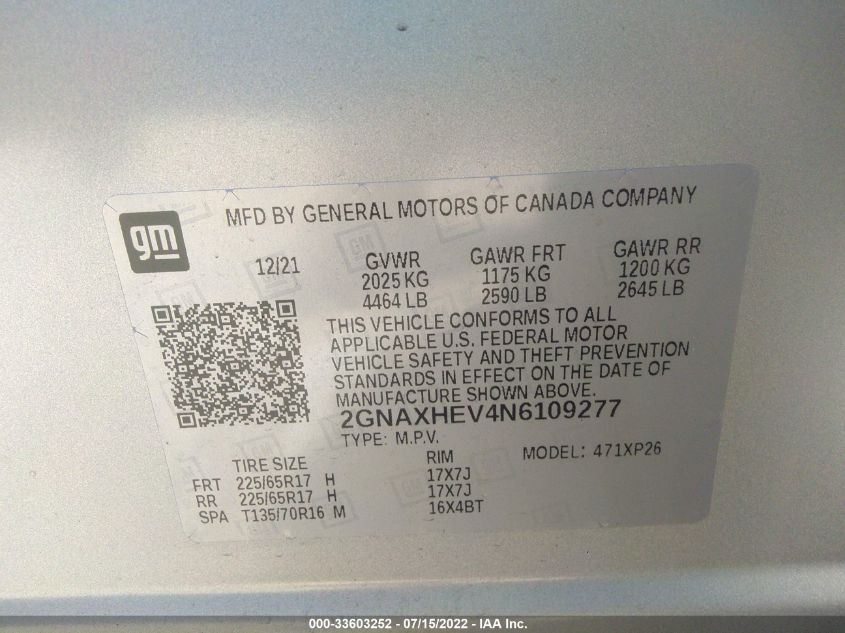 gm
MFD BY GENERAL MOTORS OF CANADA COMPANY
12/21
GVWR
2025 KG
4464 LB
GAWR FRT
1175 KG
2590 LB
GAWR RR
1200 KG
2645 LB
THIS VEHICLE CONFORMS TO ALL
APPLICABLE U.S. FEDERAL MOTOR
VEHICLE SAFETY AND THEFT PREVENTION
STANDARDS IN EFFECT ON THE DATE OF
MANUFACTURE SHOWN ABOVE.
2GNAXHEV4N6109277
TYPE: M.P.V.
MODEL: 471XP26
TIRE SIZE RIM
FRT 225/65R17 H 17X7J
RR 225/65R17 H 17X7J
SPA T135/70R16 M 16X4BT
000-33603252 - 07/15/2022 - IAA Inc.